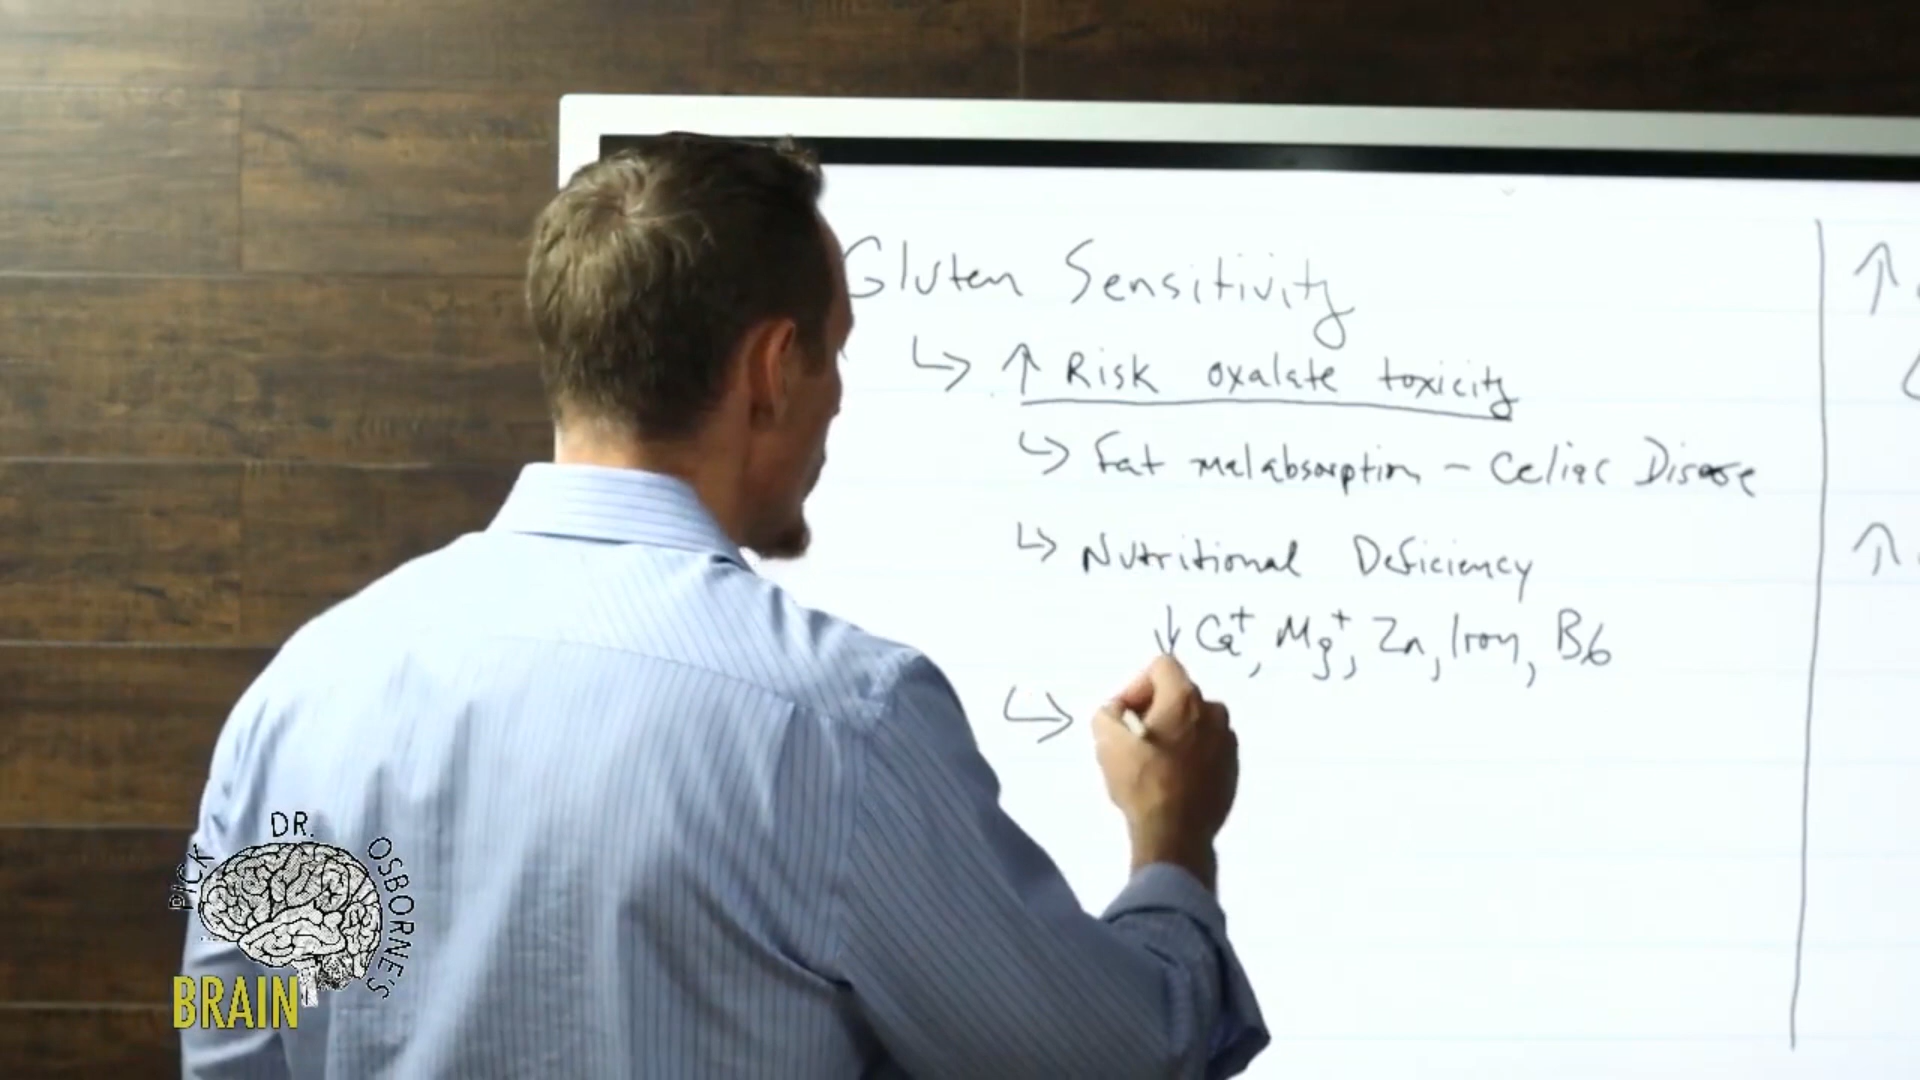 Gluten Sensitivity
↳ ↑ Risk oxalate toxicity
↳ Fat malabsorption - Celiac Disease
↳ Nutritional Deficiency
↓ Ca+, Mg+, Zn, Iron, B6
↳
↑
↑
PICK DR. OSBORNE'S
BRAIN